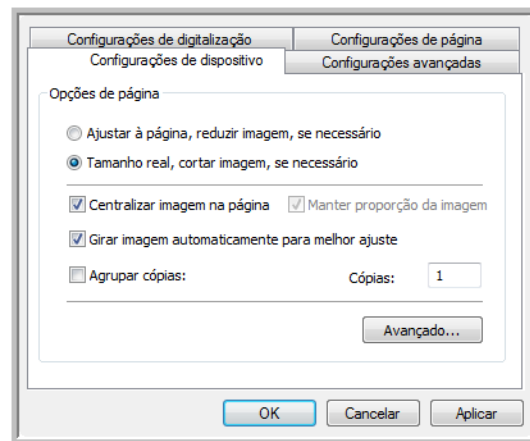 Configurações de digitalização
Configurações de página
Configurações de dispositivo
Configurações avançadas
Opções de página
Ajustar à página, reduzir imagem, se necessário
Tamanho real, cortar imagem, se necessário
Centralizar imagem na página
Manter proporção da imagem
Girar imagem automaticamente para melhor ajuste
Agrupar cópias:
Cópias:
1
Avançado...
OK
Cancelar
Aplicar